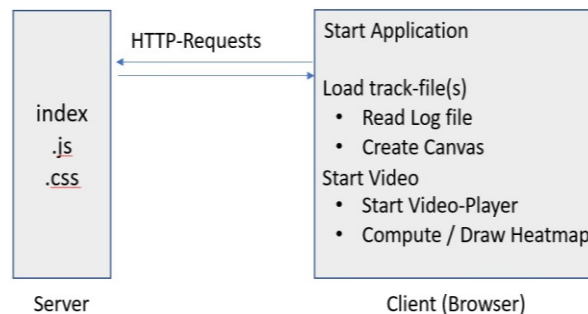 HTTP-Requests
index
.js
.css
Server
Start Application
Load track-file(s)
• Read Log file
• Create Canvas
Start Video
• Start Video-Player
• Compute / Draw Heatmap
Client (Browser)